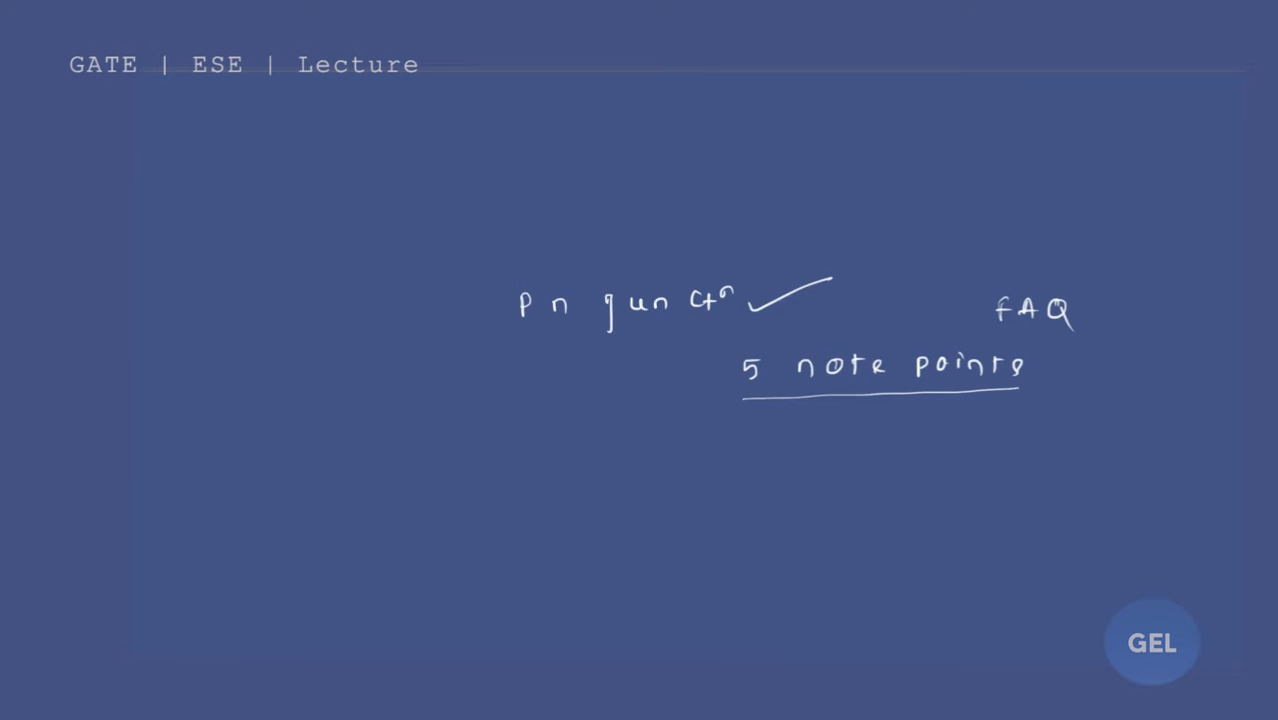 GATE | ESE | Lecture
Pn junctn
FAQ
5 note points
GEL